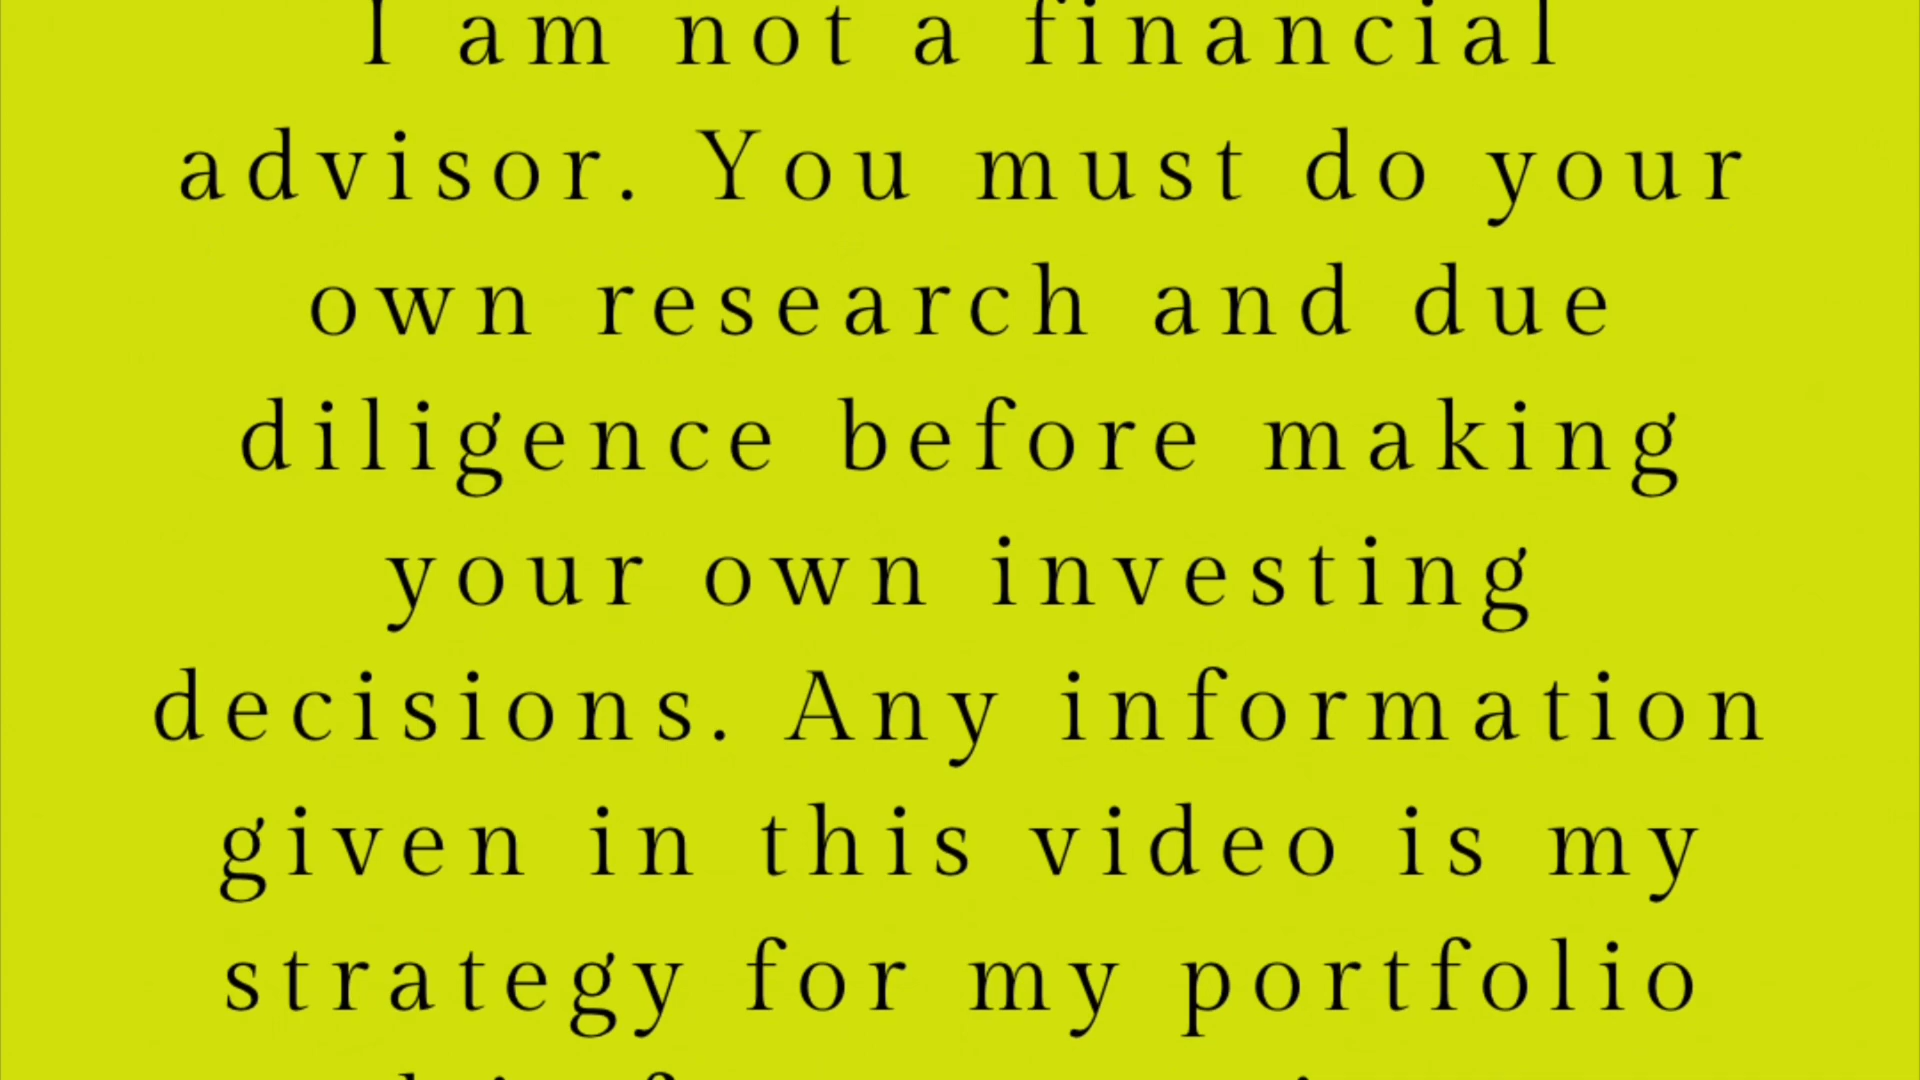 I am not a financial
advisor. You must do your
own research and due
diligence before making
your own investing
decisions. Any information
given in this video is my
strategy for my portfolio